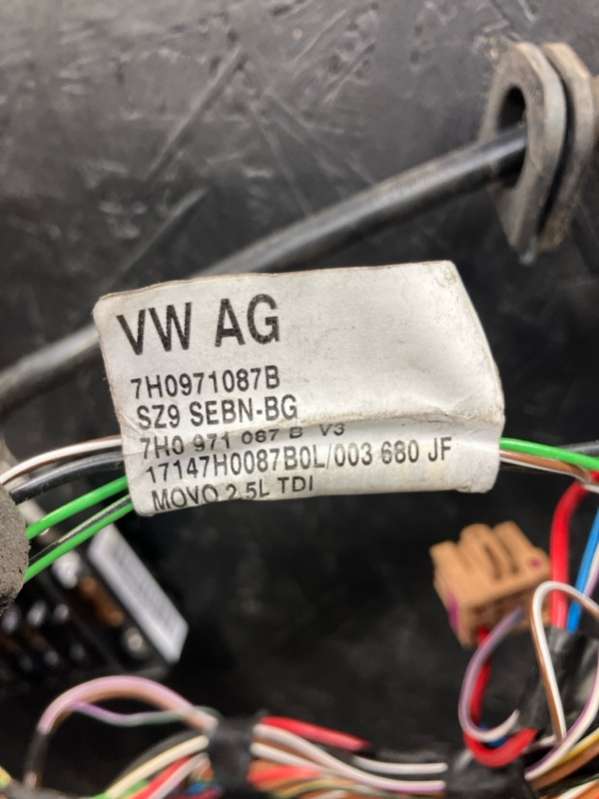 VW AG
7H0971087B
SZ9 SEBN-BG
7H0 971 087 B V3
17147H0087B0L/003 680 JF
MOVO 2.5L TDI